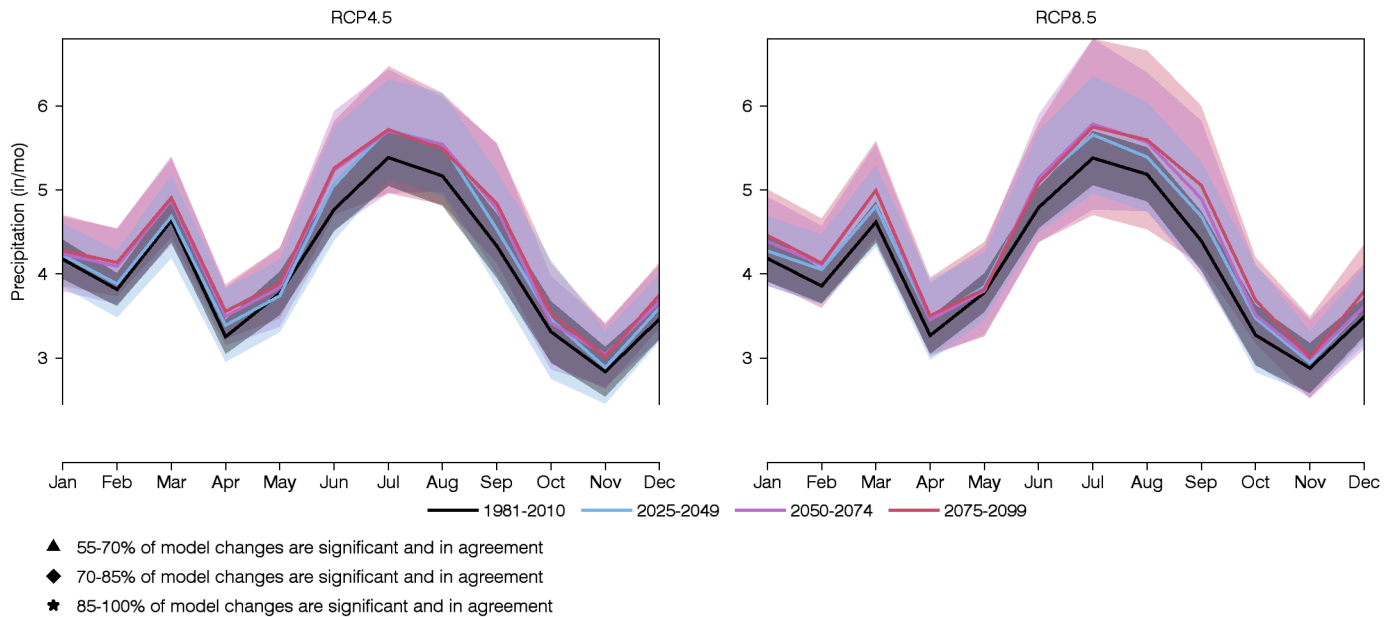 RCP4.5
RCP8.5
Precipitation (in/mo)
6
5
4
3
6
5
4
3
Jan Feb Mar Apr May Jun Jul Aug Sep Oct Nov Dec
Jan Feb Mar Apr May Jun Jul Aug Sep Oct Nov Dec
1981-2010 2025-2049 2050-2074 2075-2099
55-70% of model changes are significant and in agreement
70-85% of model changes are significant and in agreement
85-100% of model changes are significant and in agreement